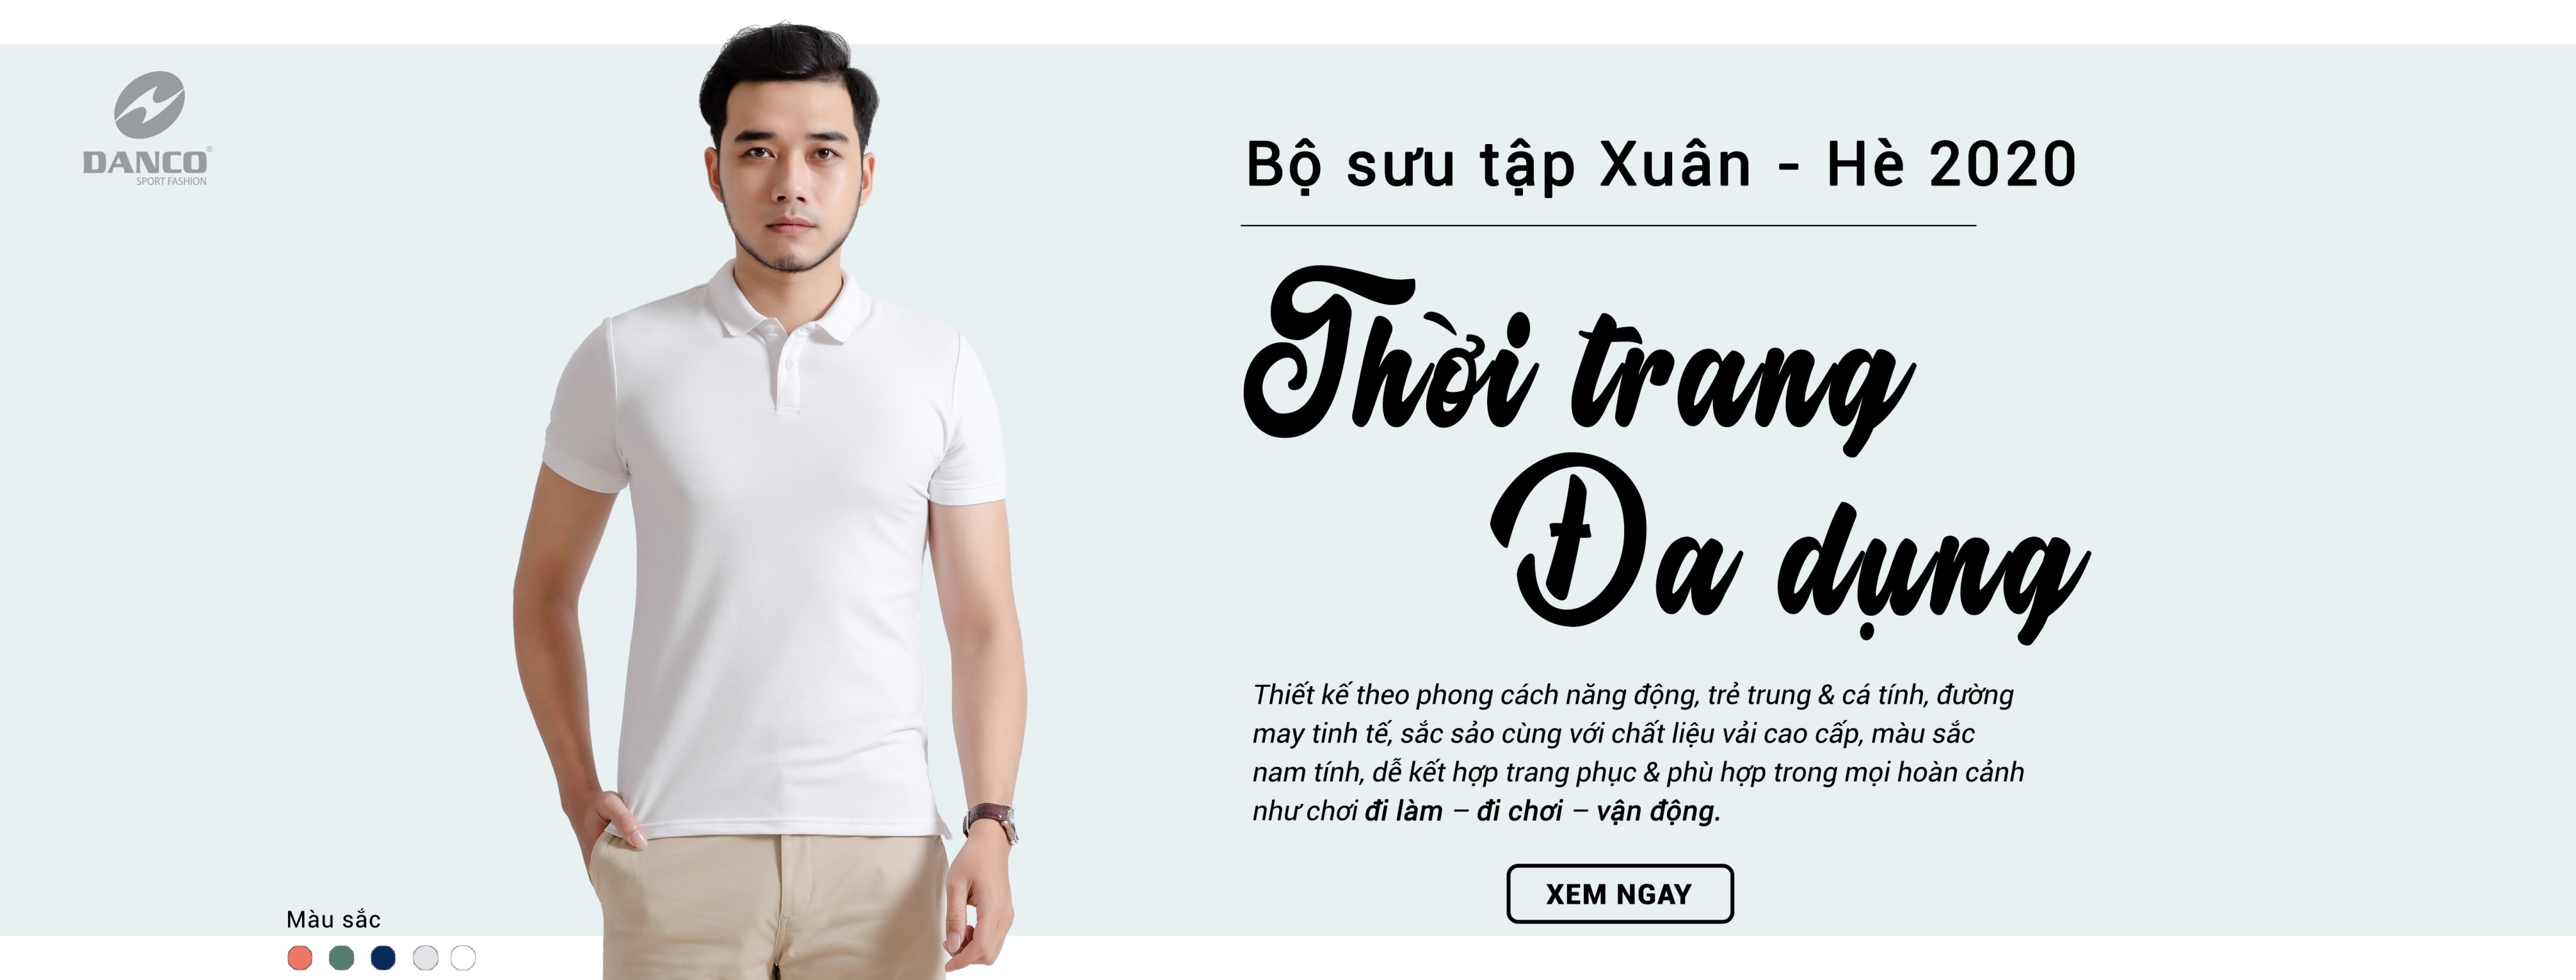 DANCO®
SPORT FASHION
Bộ sưu tập Xuân - Hè 2020
Thời trang
Đa dụng
Thiết kế theo phong cách năng động, trẻ trung & cá tính, đường
may tinh tế, sắc sảo cùng với chất liệu vải cao cấp, màu sắc
nam tính, dễ kết hợp trang phục & phù hợp trong mọi hoàn cảnh
như chơi đi làm – đi chơi – vận động.
XEM NGAY
Màu sắc